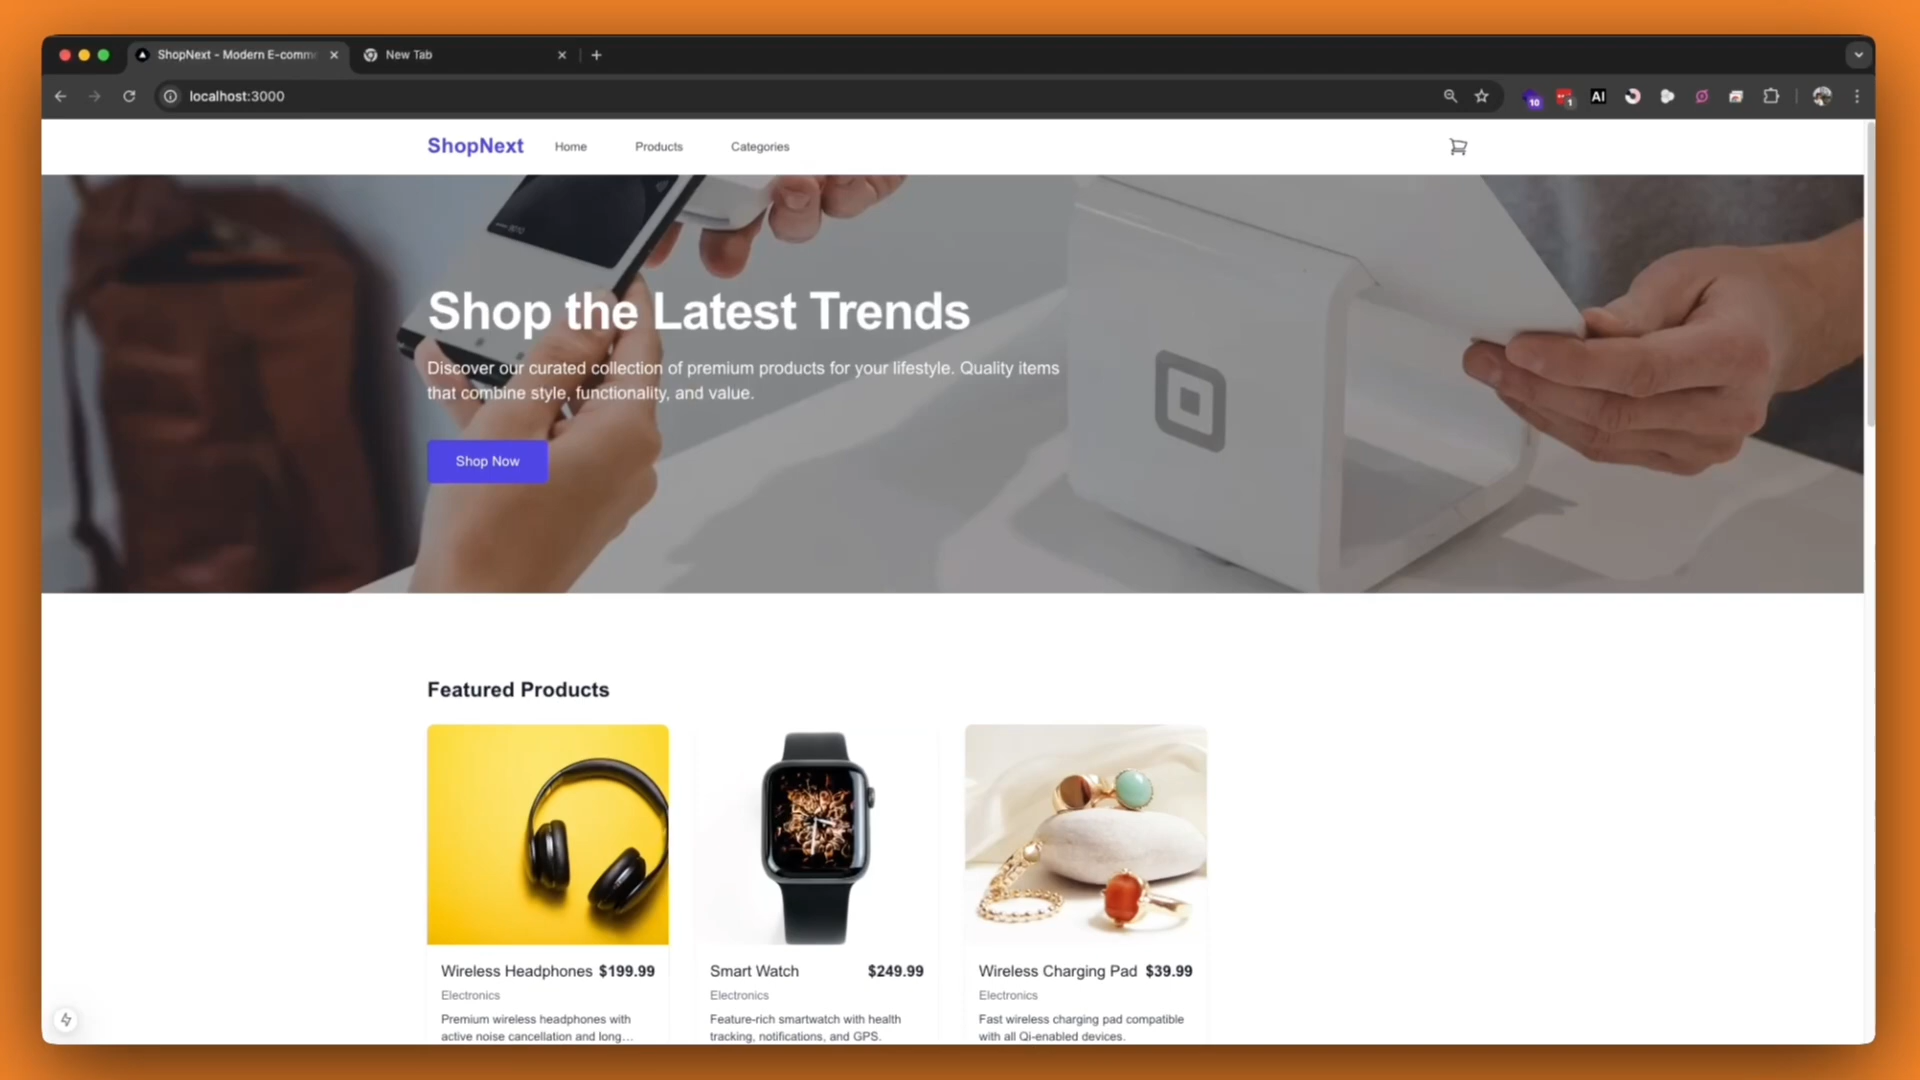 ShopNext - Modern E-comm
New Tab
localhost:3000
10
1
AI
ShopNext
Home
Products
Categories
Shop the Latest Trends
Discover our curated collection of premium products for your lifestyle. Quality items
that combine style, functionality, and value.
Shop Now
Featured Products
Wireless Headphones $199.99
Electronics
Premium wireless headphones with
active noise cancellation and long...
Smart Watch $249.99
Electronics
Feature-rich smartwatch with health
tracking, notifications, and GPS.
Wireless Charging Pad $39.99
Electronics
Fast wireless charging pad compatible
with all Qi-enabled devices.